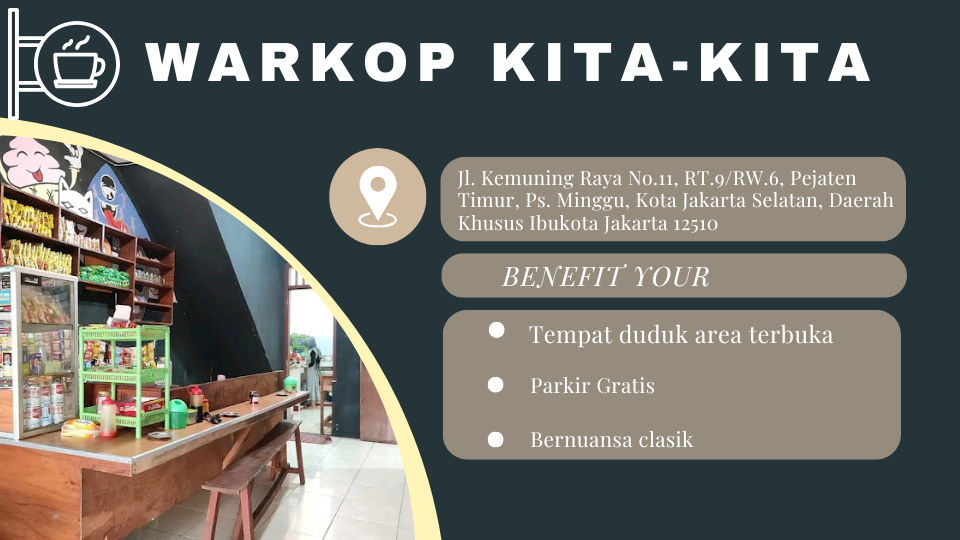 WARKOP KITA-KITA
Jl. Kemuning Raya No.11, RT.9/RW.6, Pejaten
Timur, Ps. Minggu, Kota Jakarta Selatan, Daerah
Khusus Ibukota Jakarta 12510
BENEFIT YOUR
Tempat duduk area terbuka
Parkir Gratis
Bernuansa clasik